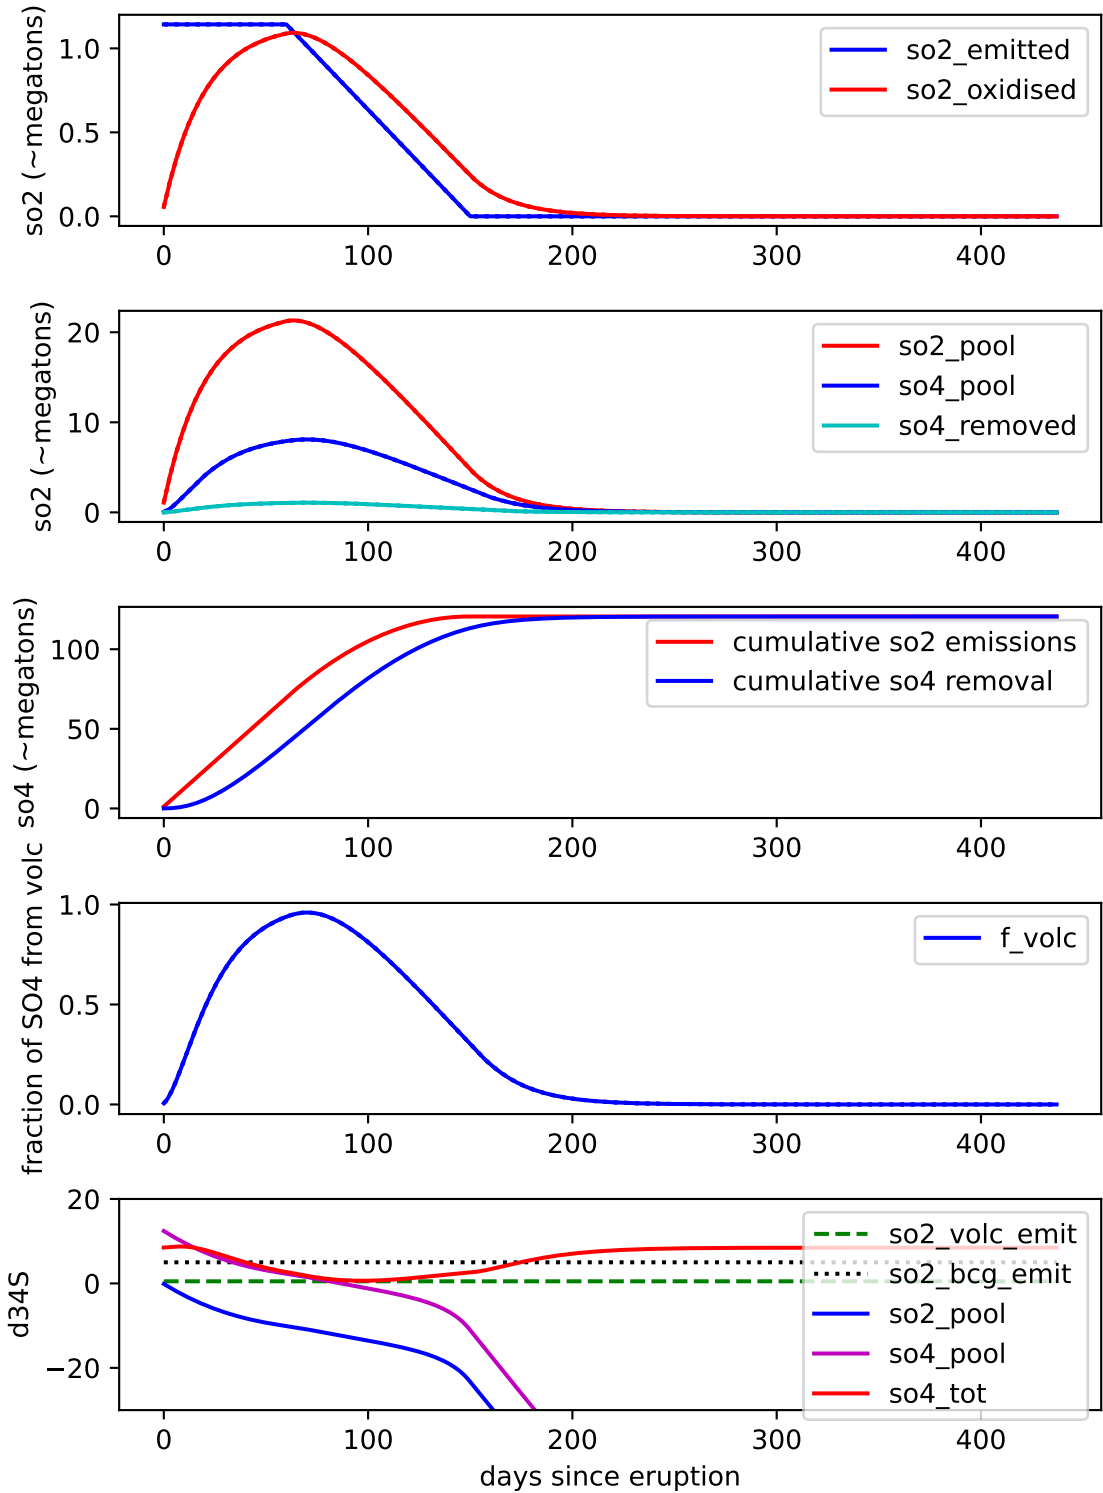 so2 (~megatons)
1.0
0.5
0.0
so2_emitted
so2_oxidised
0 100 200 300 400
so2 (~megatons)
20
10
0
so2_pool
so4_pool
so4_removed
0 100 200 300 400
so4 (~megatons)
100
50
0
cumulative so2 emissions
cumulative so4 removal
0 100 200 300 400
fraction of SO4 from volc
1.0
0.5
0.0
f_volc
0 100 200 300 400
d34S
20
0
−20
so2_volc_emit
so2_bcg_emit
so2_pool
so4_pool
so4_tot
0 100 200 300 400
days since eruption